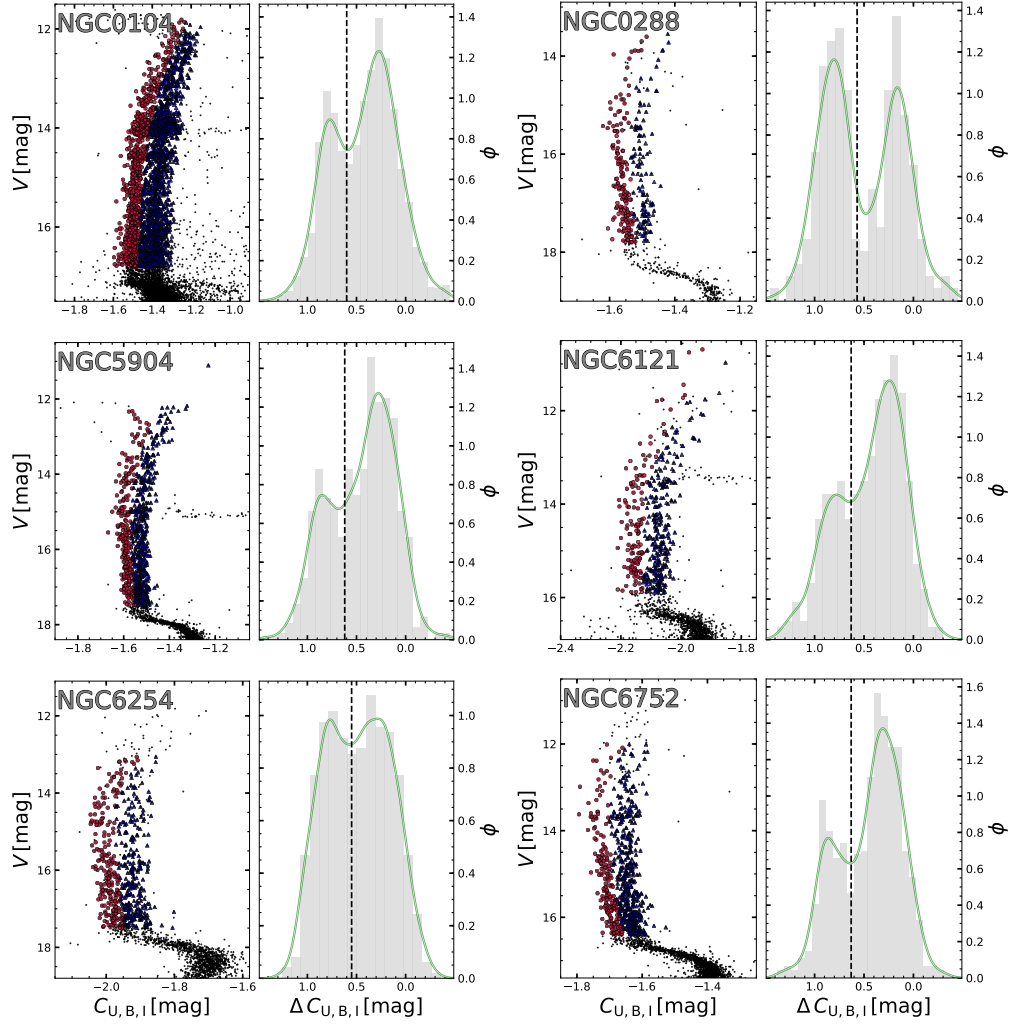 NGC0104
V [mag]
12
14
16
−1.8 −1.6 −1.4 −1.2 −1.0
1.0 0.5 0.0
0.0
0.2
0.4
0.6
0.8
1.0
1.2
1.4
ϕ
NGC0288
V [mag]
14
16
18
−1.8 −1.6 −1.4 −1.2
1.0 0.5 0.0
0.0
0.2
0.4
0.6
0.8
1.0
1.2
1.4
ϕ
NGC5904
V [mag]
12
14
16
18
−1.8 −1.6 −1.4 −1.2
1.0 0.5 0.0
0.0
0.2
0.4
0.6
0.8
1.0
1.2
1.4
ϕ
NGC6121
V [mag]
12
14
16
−2.4 −2.2 −2.0 −1.8
1.0 0.5 0.0
0.0
0.2
0.4
0.6
0.8
1.0
1.2
1.4
ϕ
NGC6254
V [mag]
12
14
16
18
−2.0 −1.8 −1.6
C U, B, I [mag]
1.0 0.5 0.0
Δ C U, B, I [mag]
0.0
0.2
0.4
0.6
0.8
1.0
ϕ
NGC6752
V [mag]
12
14
16
−1.8 −1.6 −1.4
C U, B, I [mag]
1.0 0.5 0.0
Δ C U, B, I [mag]
0.0
0.2
0.4
0.6
0.8
1.0
1.2
1.4
1.6
ϕ